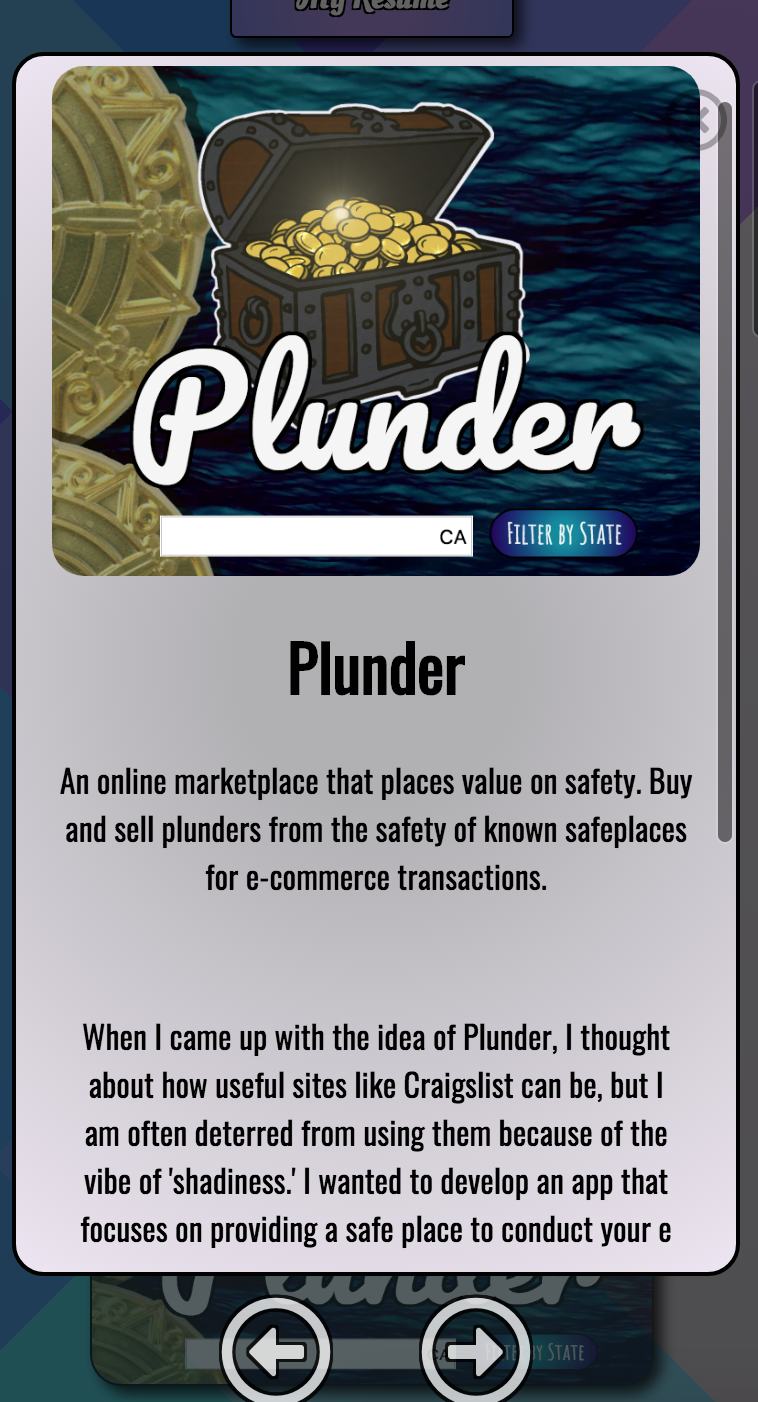 My Resume
Plunder
CA
Filter by State
Plunder
An online marketplace that places value on safety. Buy
and sell plunders from the safety of known safeplaces
for e-commerce transactions.
When I came up with the idea of Plunder, I thought
about how useful sites like Craigslist can be, but I
am often deterred from using them because of the
vibe of 'shadiness.' I wanted to develop an app that
focuses on providing a safe place to conduct your e
Plunder
CA
Filter by State